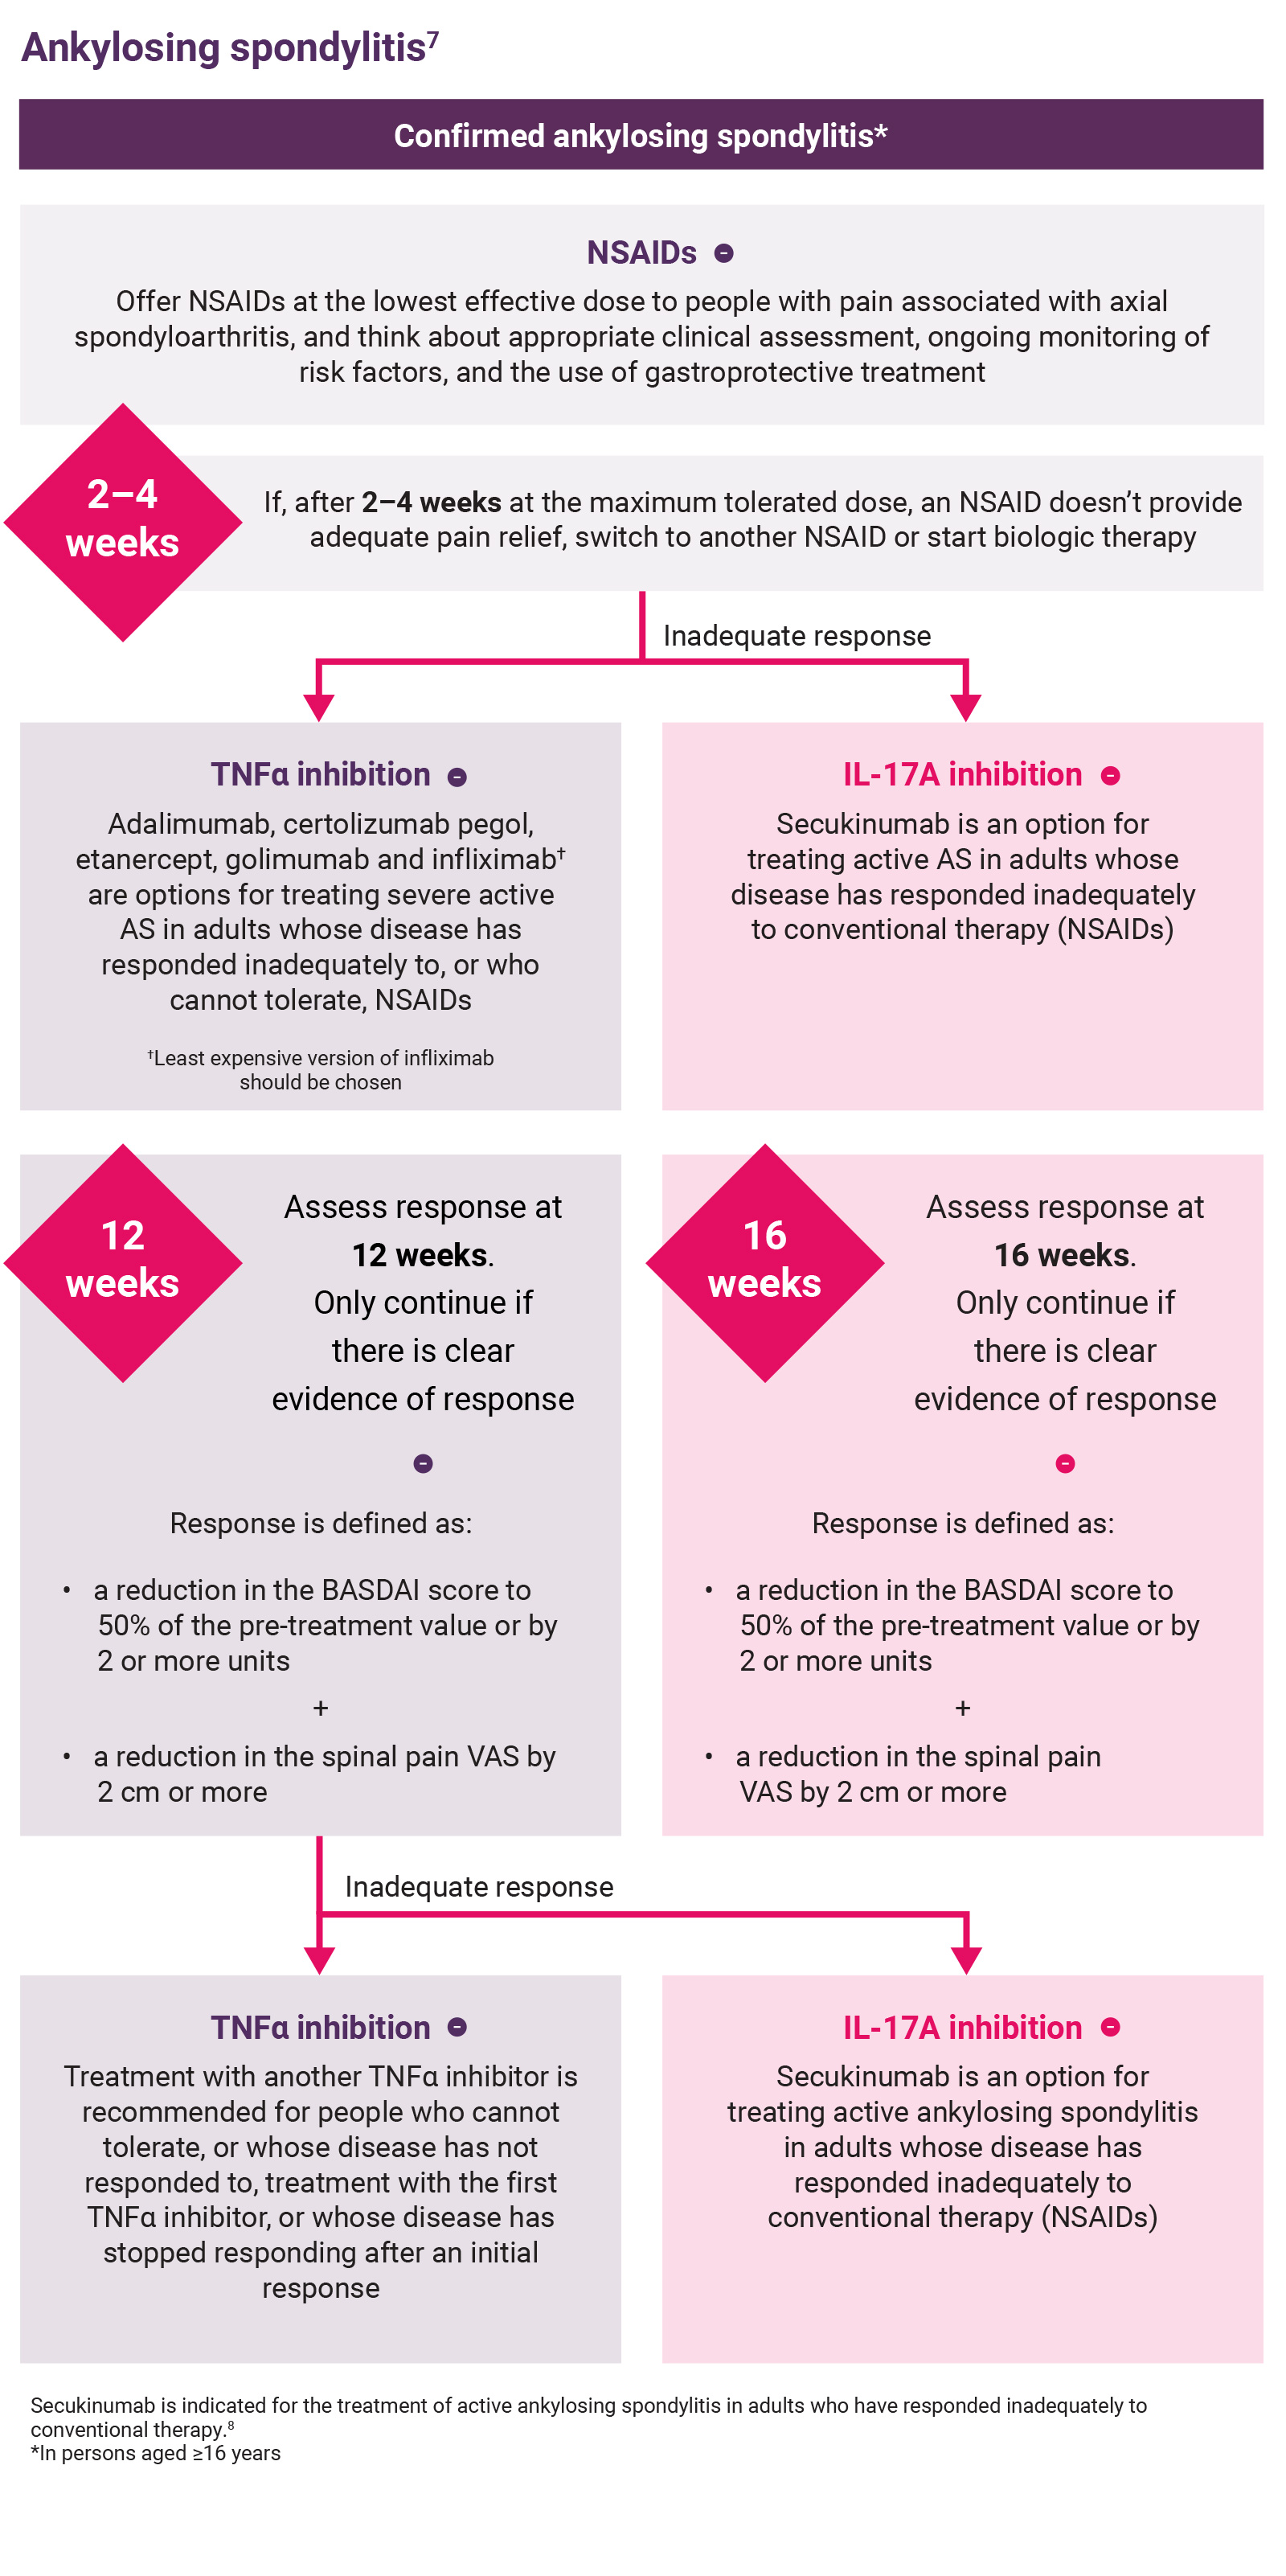 Ankylosing spondylitis⁷
Confirmed ankylosing spondylitis*
NSAIDs
Offer NSAIDs at the lowest effective dose to people with pain associated with axial
spondyloarthritis, and think about appropriate clinical assessment, ongoing monitoring of
risk factors, and the use of gastroprotective treatment
2–4
weeks
If, after 2–4 weeks at the maximum tolerated dose, an NSAID doesn’t provide
adequate pain relief, switch to another NSAID or start biologic therapy
Inadequate response
TNFα inhibition
Adalimumab, certolizumab pegol,
etanercept, golimumab and infliximab†
are options for treating severe active
AS in adults whose disease has
responded inadequately to, or who
cannot tolerate, NSAIDs
†Least expensive version of infliximab
should be chosen
IL-17A inhibition
Secukinumab is an option for
treating active AS in adults whose
disease has responded inadequately
to conventional therapy (NSAIDs)
12
weeks
Assess response at
12 weeks.
Only continue if
there is clear
evidence of response
Response is defined as:
• a reduction in the BASDAI score to
50% of the pre-treatment value or by
2 or more units
+
• a reduction in the spinal pain VAS by
2 cm or more
16
weeks
Assess response at
16 weeks.
Only continue if
there is clear
evidence of response
Response is defined as:
• a reduction in the BASDAI score to
50% of the pre-treatment value or by
2 or more units
+
• a reduction in the spinal pain
VAS by 2 cm or more
Inadequate response
TNFα inhibition
Treatment with another TNFα inhibitor is
recommended for people who cannot
tolerate, or whose disease has not
responded to, treatment with the first
TNFα inhibitor, or whose disease has
stopped responding after an initial
response
IL-17A inhibition
Secukinumab is an option for
treating active ankylosing spondylitis
in adults whose disease has
responded inadequately to
conventional therapy (NSAIDs)
Secukinumab is indicated for the treatment of active ankylosing spondylitis in adults who have responded inadequately to
conventional therapy.⁸
*In persons aged ≥16 years